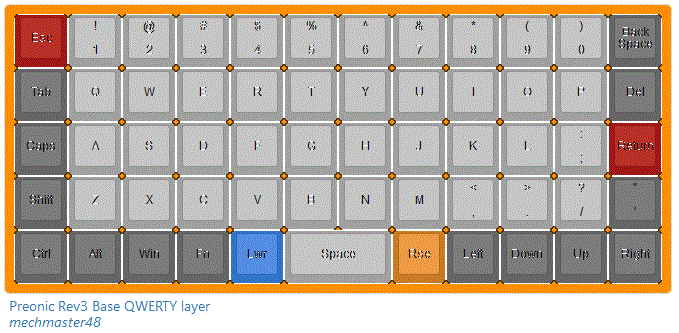 Esc ! 1 @ 2 # 3 $ 4 % 5 ^ 6 & 7 * 8 ( 9 ) 0 Back Space
Tab Q W E R T Y U I O P Del
Caps A S D F G H J K L : ; Return
Shift Z X C V B N M < , > . ? / " '
Ctrl Alt Win Fn Lwr Space Rse Left Down Up Right
Preonic Rev3 Base QWERTY layer
mechmaster48